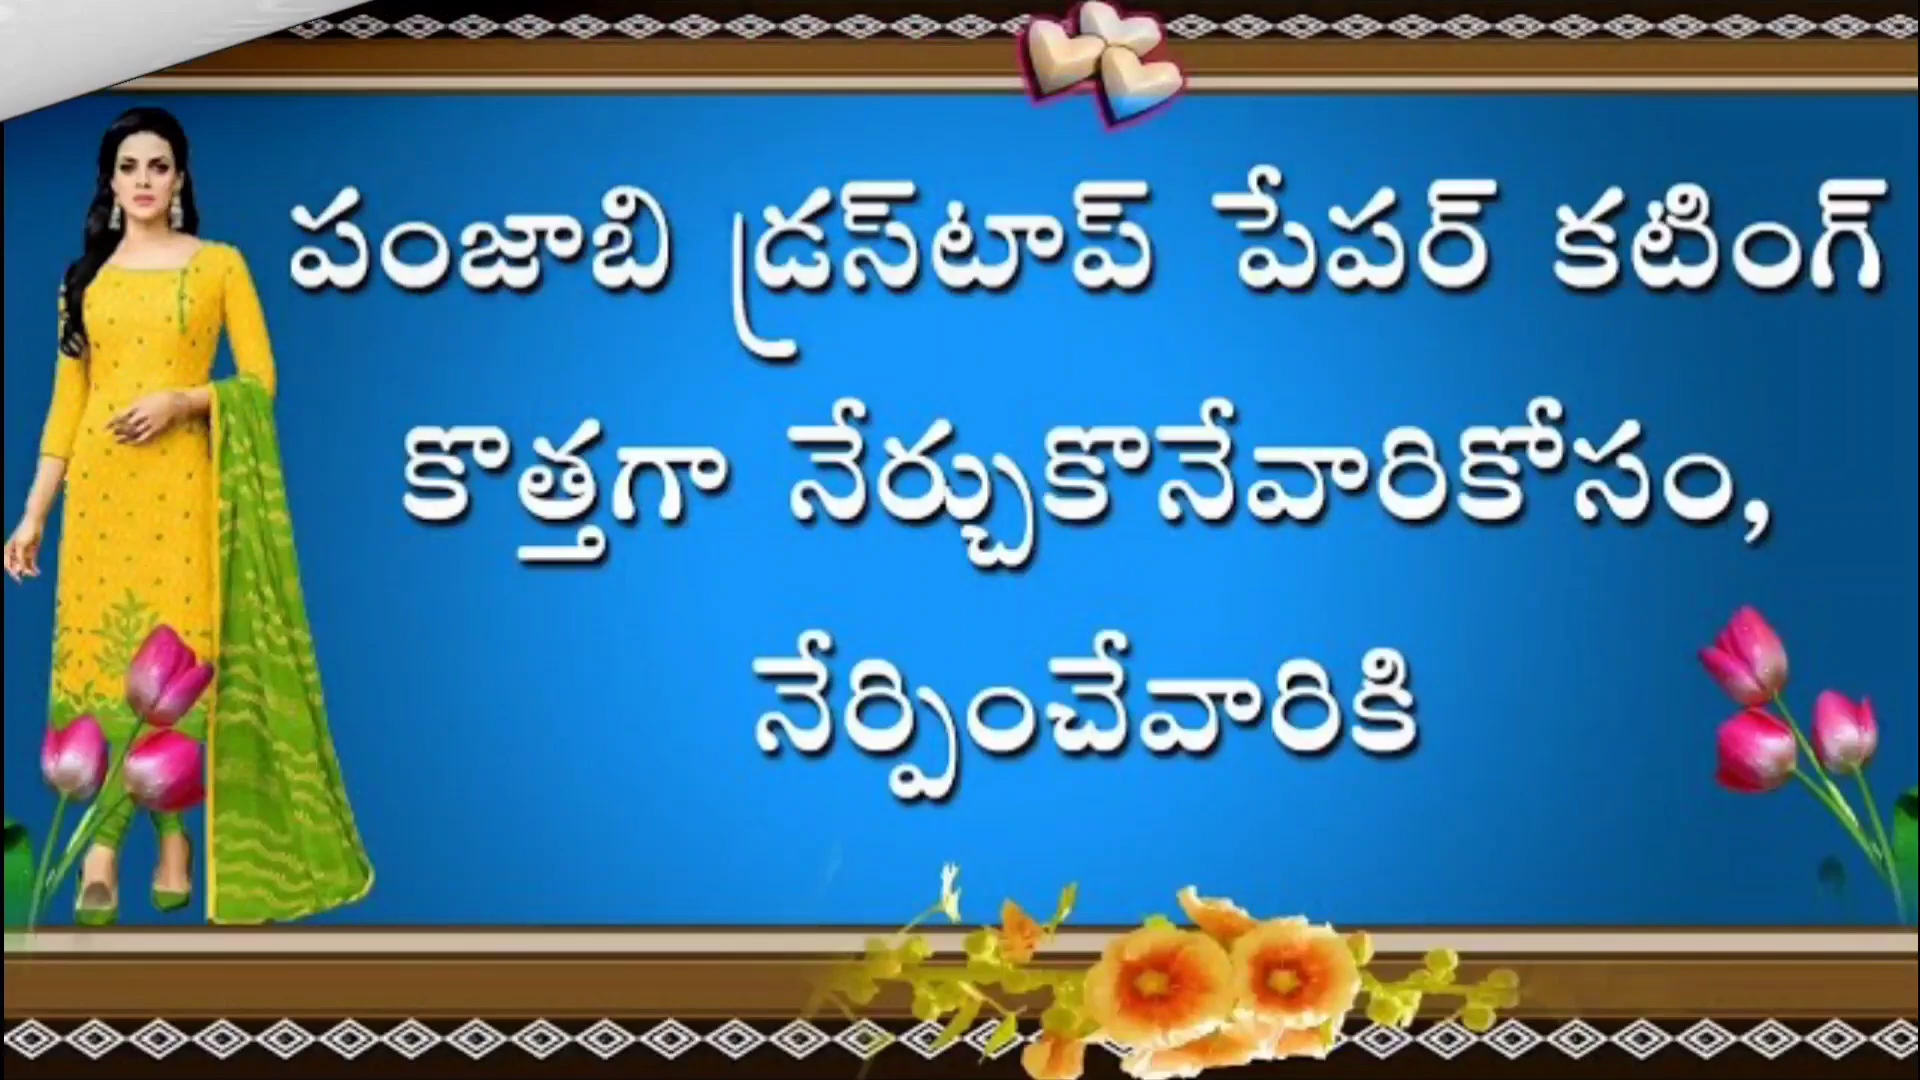 పంజాబి డ్రస్‌టాప్ పేపర్ కటింగ్
కొత్తగా నేర్చుకొనేవారికోసం,
నేర్పించేవారికి